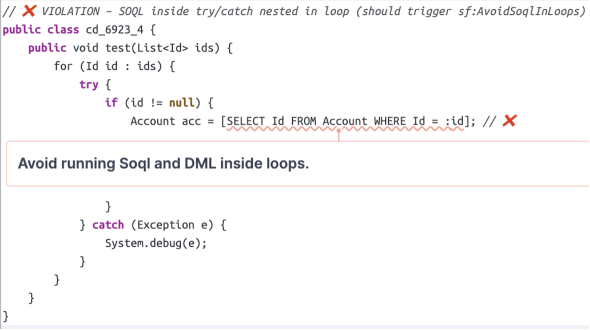 // ❌ VIOLATION – SOQL inside try/catch nested in loop (should trigger sf:AvoidSoqlInLoops)
public class cd_6923_4 {
    public void test(List<Id> ids) {
        for (Id id : ids) {
            try {
                if (id != null) {
                    Account acc = [SELECT Id FROM Account WHERE Id = :id]; // ❌
Avoid running Soql and DML inside loops.
                }
            } catch (Exception e) {
                System.debug(e);
            }
        }
    }
}